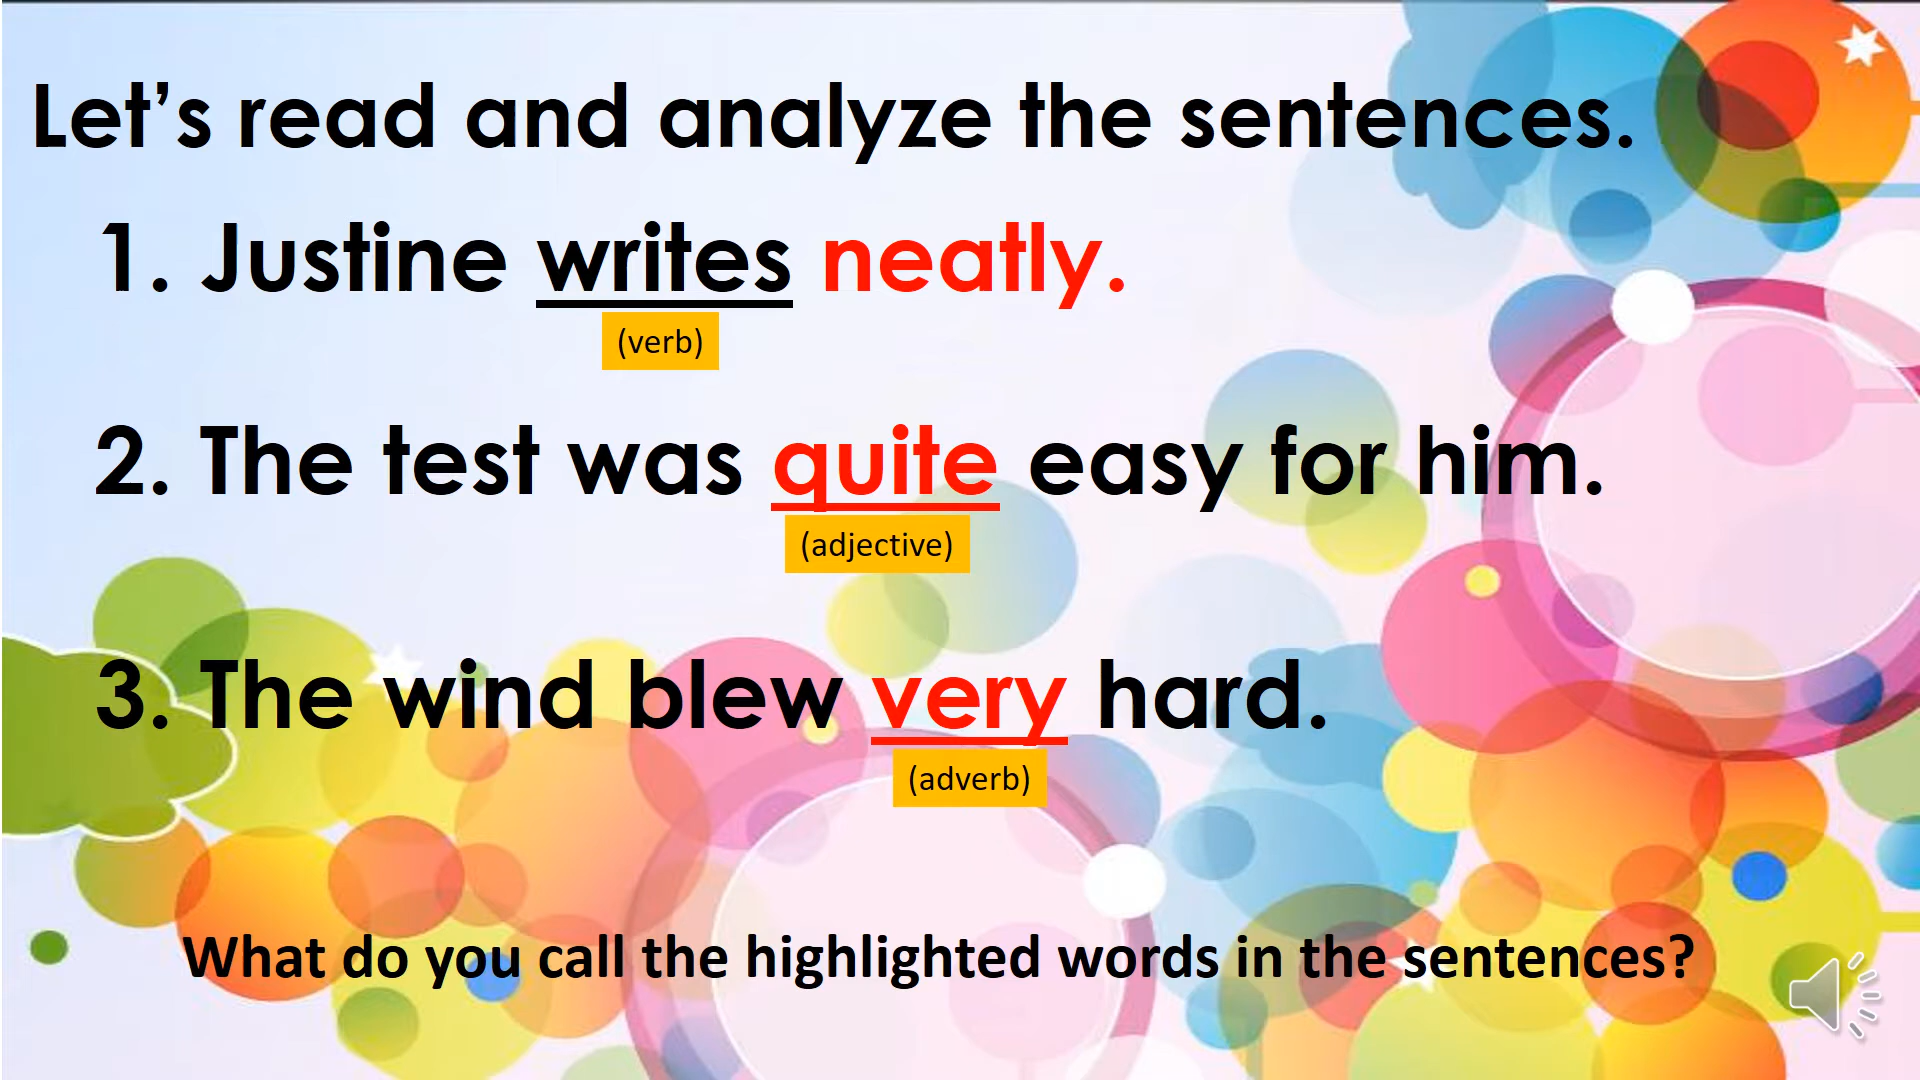 Let’s read and analyze the sentences.
1. Justine writes neatly.
(verb)
2. The test was quite easy for him.
(adjective)
3. The wind blew very hard.
(adverb)
What do you call the highlighted words in the sentences?